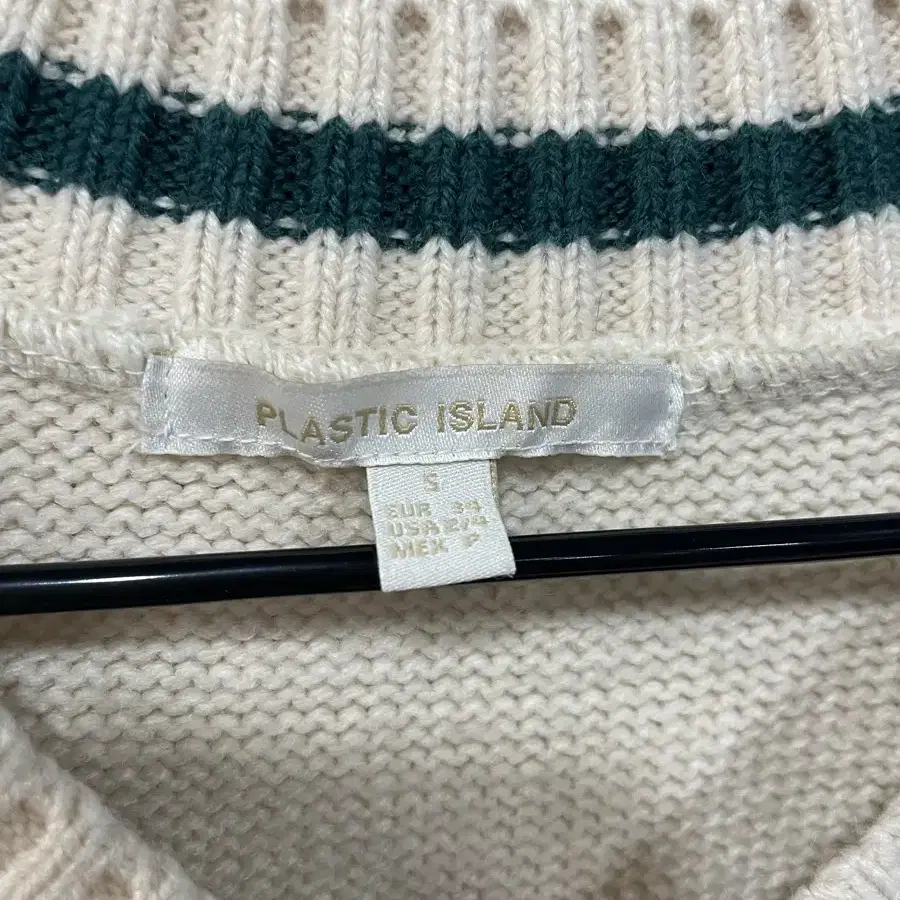 PLASTIC ISLAND
S
EUR 34
USA 2/4
MEX P